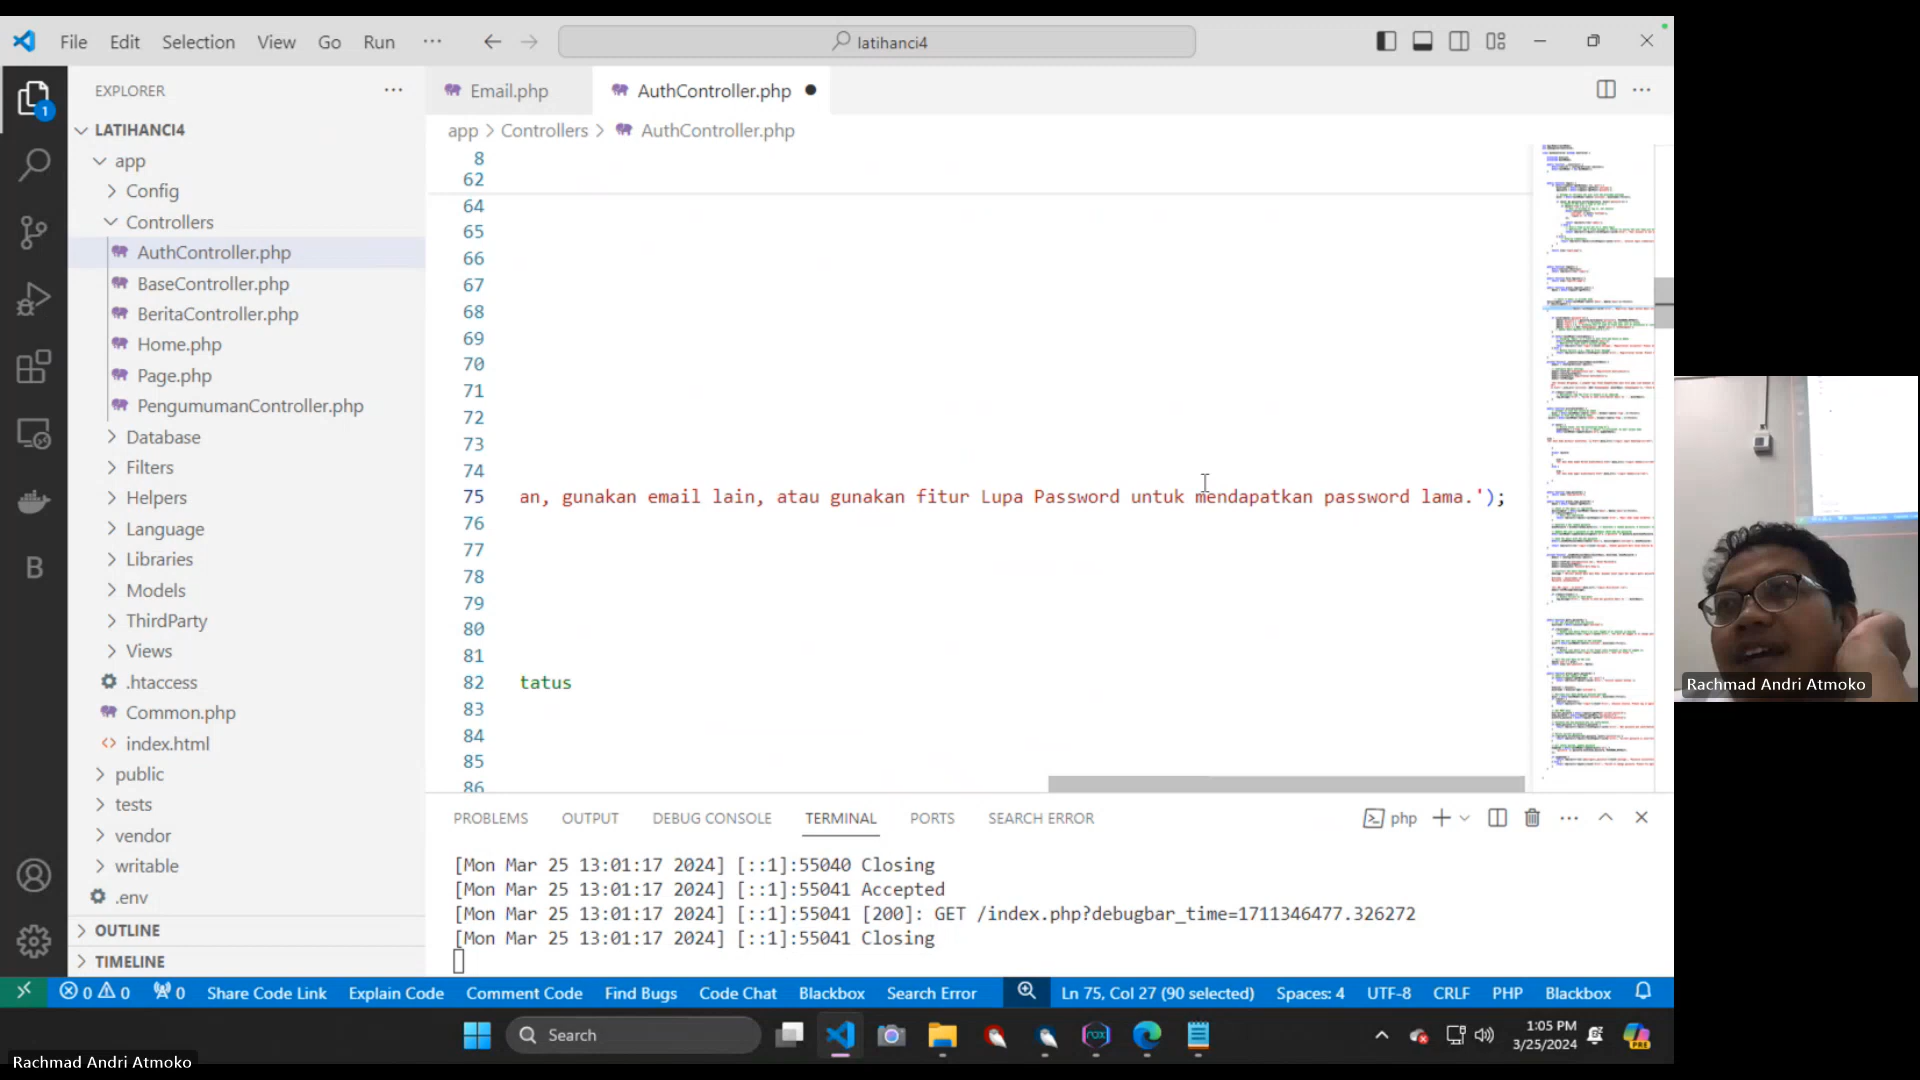 File Edit Selection View Go Run ··· latihanci4
EXPLORER ···
Email.php AuthController.php
LATIHANCI4
app > Controllers > AuthController.php
app
Config
Controllers
AuthController.php
BaseController.php
BeritaController.php
Home.php
Page.php
PengumumanController.php
Database
Filters
Helpers
Language
Libraries
Models
ThirdParty
Views
.htaccess
Common.php
index.html
public
tests
vendor
writable
.env
OUTLINE
TIMELINE
1
B
8
62
64
65
66
67
68
69
70
71
72
73
74
75 an, gunakan email lain, atau gunakan fitur Lupa Password untuk mendapatkan password lama.');
76
77
78
79
80
81
82 tatus
83
84
85
86
PROBLEMS OUTPUT DEBUG CONSOLE TERMINAL PORTS SEARCH ERROR php
[Mon Mar 25 13:01:17 2024] [::1]:55040 Closing
[Mon Mar 25 13:01:17 2024] [::1]:55041 Accepted
[Mon Mar 25 13:01:17 2024] [::1]:55041 [200]: GET /index.php?debugbar_time=1711346477.326272
[Mon Mar 25 13:01:17 2024] [::1]:55041 Closing
0 0 0 Share Code Link Explain Code Comment Code Find Bugs Code Chat Blackbox Search Error Ln 75, Col 27 (90 selected) Spaces: 4 UTF-8 CRLF PHP Blackbox
Search
1:05 PM
3/25/2024
PRE
Rachmad Andri Atmoko
Rachmad Andri Atmoko